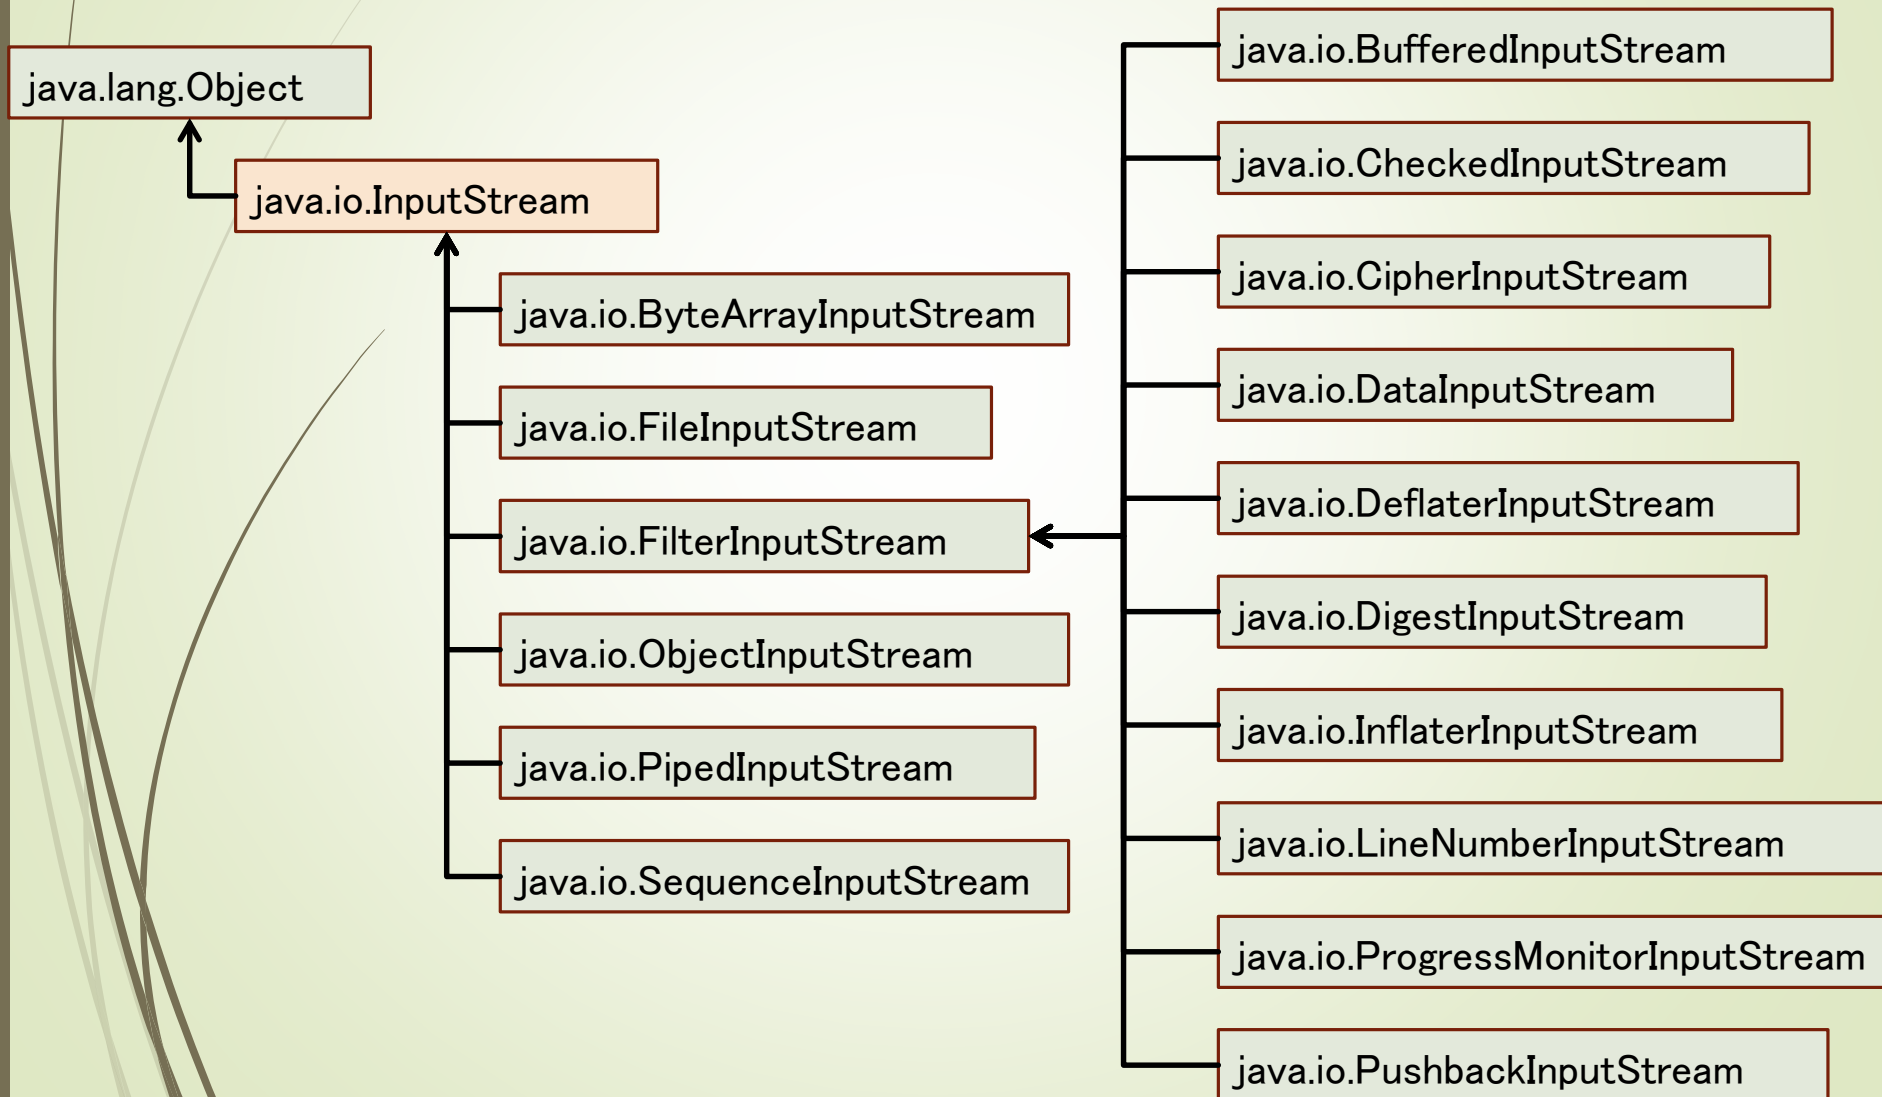 java.lang.Object
java.io.InputStream
java.io.ByteArrayInputStream
java.io.FileInputStream
java.io.FilterInputStream
java.io.ObjectInputStream
java.io.PipedInputStream
java.io.SequenceInputStream
java.io.BufferedInputStream
java.io.CheckedInputStream
java.io.CipherInputStream
java.io.DataInputStream
java.io.DeflaterInputStream
java.io.DigestInputStream
java.io.InflaterInputStream
java.io.LineNumberInputStream
java.io.ProgressMonitorInputStream
java.io.PushbackInputStream